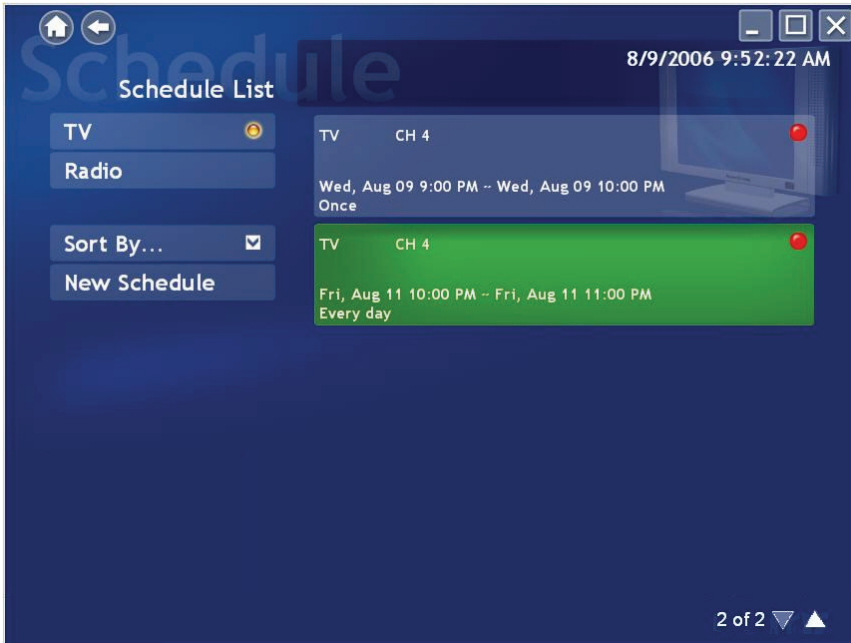 Schedule
8/9/2006 9:52:22 AM
Schedule List
TV
Radio
Sort By...
New Schedule
TV CH 4
Wed, Aug 09 9:00 PM ~ Wed, Aug 09 10:00 PM
Once
TV CH 4
Fri, Aug 11 10:00 PM ~ Fri, Aug 11 11:00 PM
Every day
2 of 2